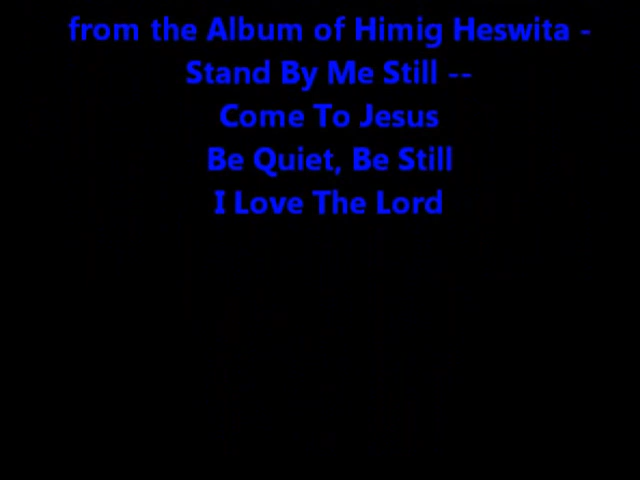 from the Album of Himig Heswita -
Stand By Me Still --
Come To Jesus
Be Quiet, Be Still
I Love The Lord